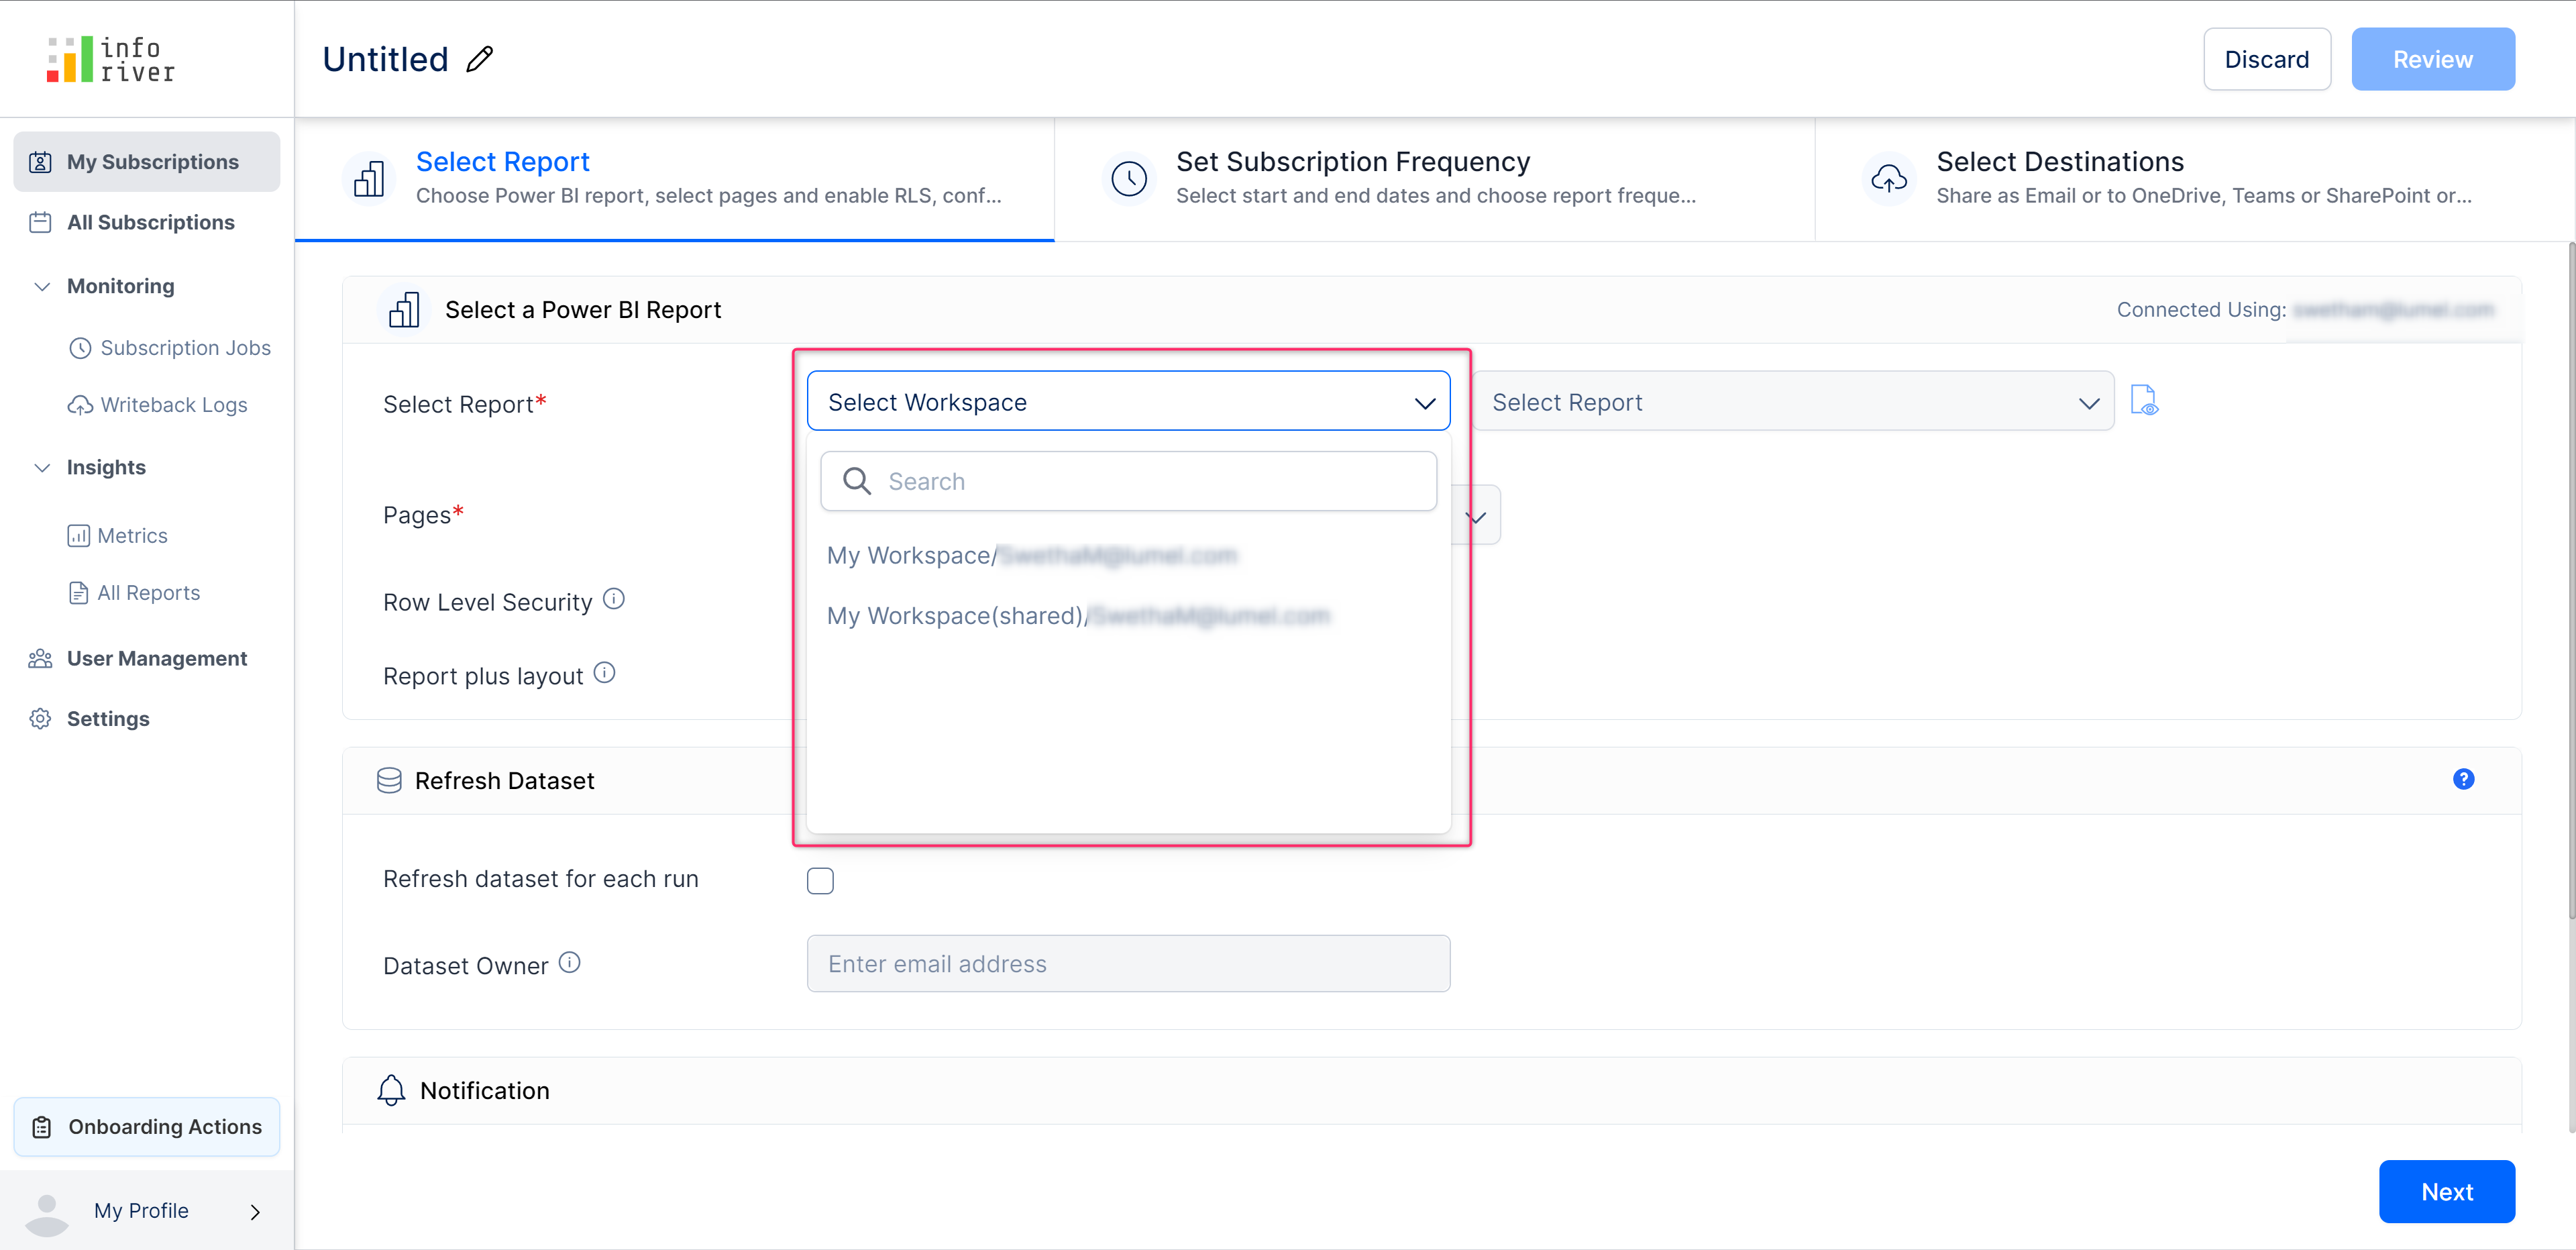 info
river
Untitled
Discard
Review
My Subscriptions
All Subscriptions
Monitoring
Subscription Jobs
Writeback Logs
Insights
Metrics
All Reports
User Management
Settings
Onboarding Actions
My Profile
Select Report
Choose Power BI report, select pages and enable RLS, conf...
Set Subscription Frequency
Select start and end dates and choose report freque...
Select Destinations
Share as Email or to OneDrive, Teams or SharePoint or...
Select a Power BI Report
Connected Using:
Select Report*
Select Workspace
Select Report
Search
Pages*
My Workspace/
Row Level Security
My Workspace(shared)/
Report plus layout
Refresh Dataset
?
Refresh dataset for each run
Dataset Owner
Enter email address
Notification
Next